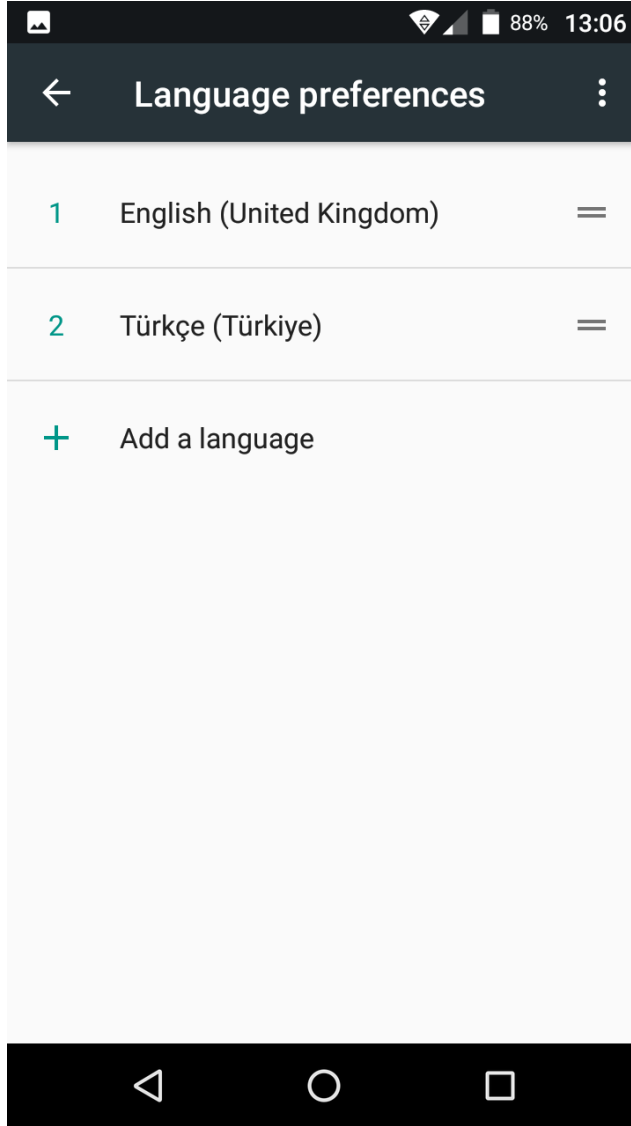 88% 13:06
Language preferences
1 English (United Kingdom)
2 Türkçe (Türkiye)
Add a language